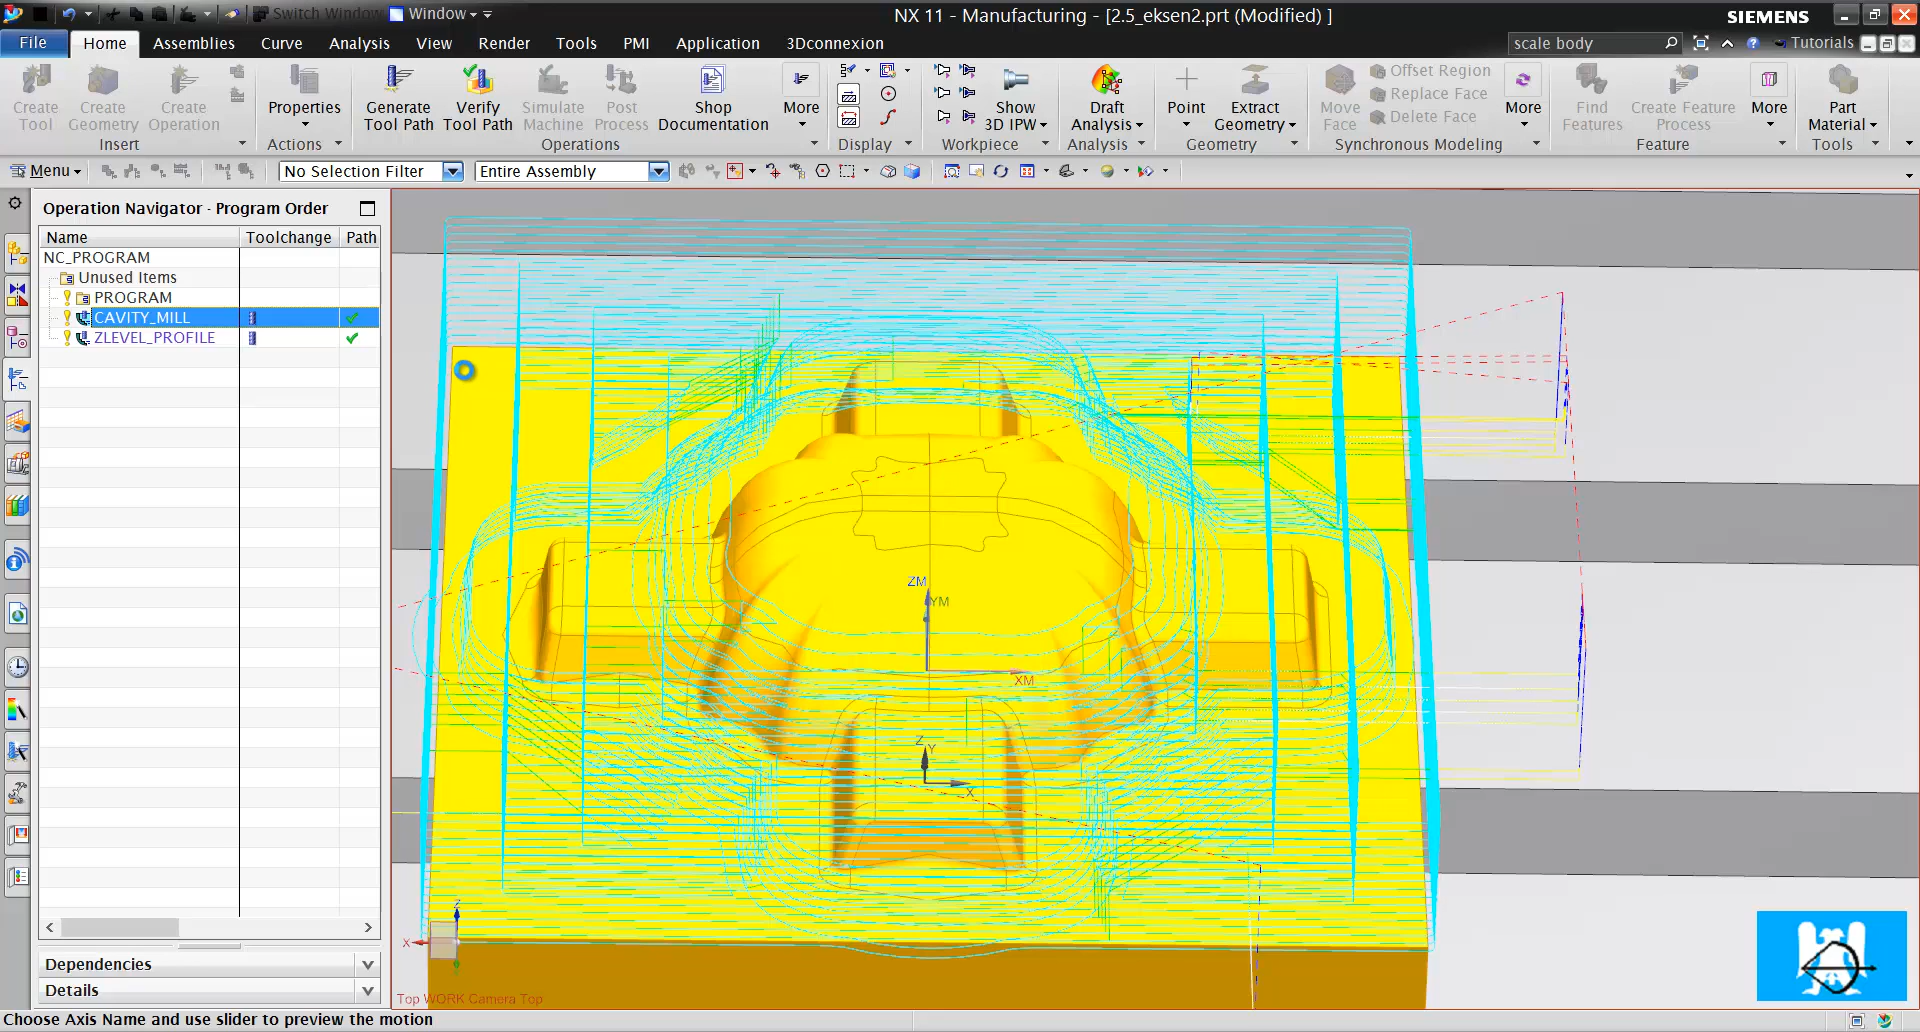 Switch Window Window NX 11 - Manufacturing - [2.5_eksen2.prt (Modified) ] SIEMENS
File Home Assemblies Curve Analysis View Render Tools PMI Application 3Dconnexion scale body Tutorials
Create Tool
Create Geometry
Create Operation
Properties
Generate Tool Path
Verify Tool Path
Simulate Machine
Post Process
Shop Documentation
More
Show 3D IPW
Draft Analysis
Point
Extract Geometry
Move Face
Offset Region
Replace Face
Delete Face
More
Find Features
Create Feature Process
More
Part Material
Insert Actions Operations Display Workpiece Analysis Geometry Synchronous Modeling Feature Tools
Menu No Selection Filter Entire Assembly
Operation Navigator - Program Order
Name Toolchange Path
NC_PROGRAM
Unused Items
PROGRAM
CAVITY_MILL
ZLEVEL_PROFILE
Dependencies
Details
ZM
YM
XM
Z
Y
X
Z
X
Top WORK Camera Top
Choose Axis Name and use slider to preview the motion